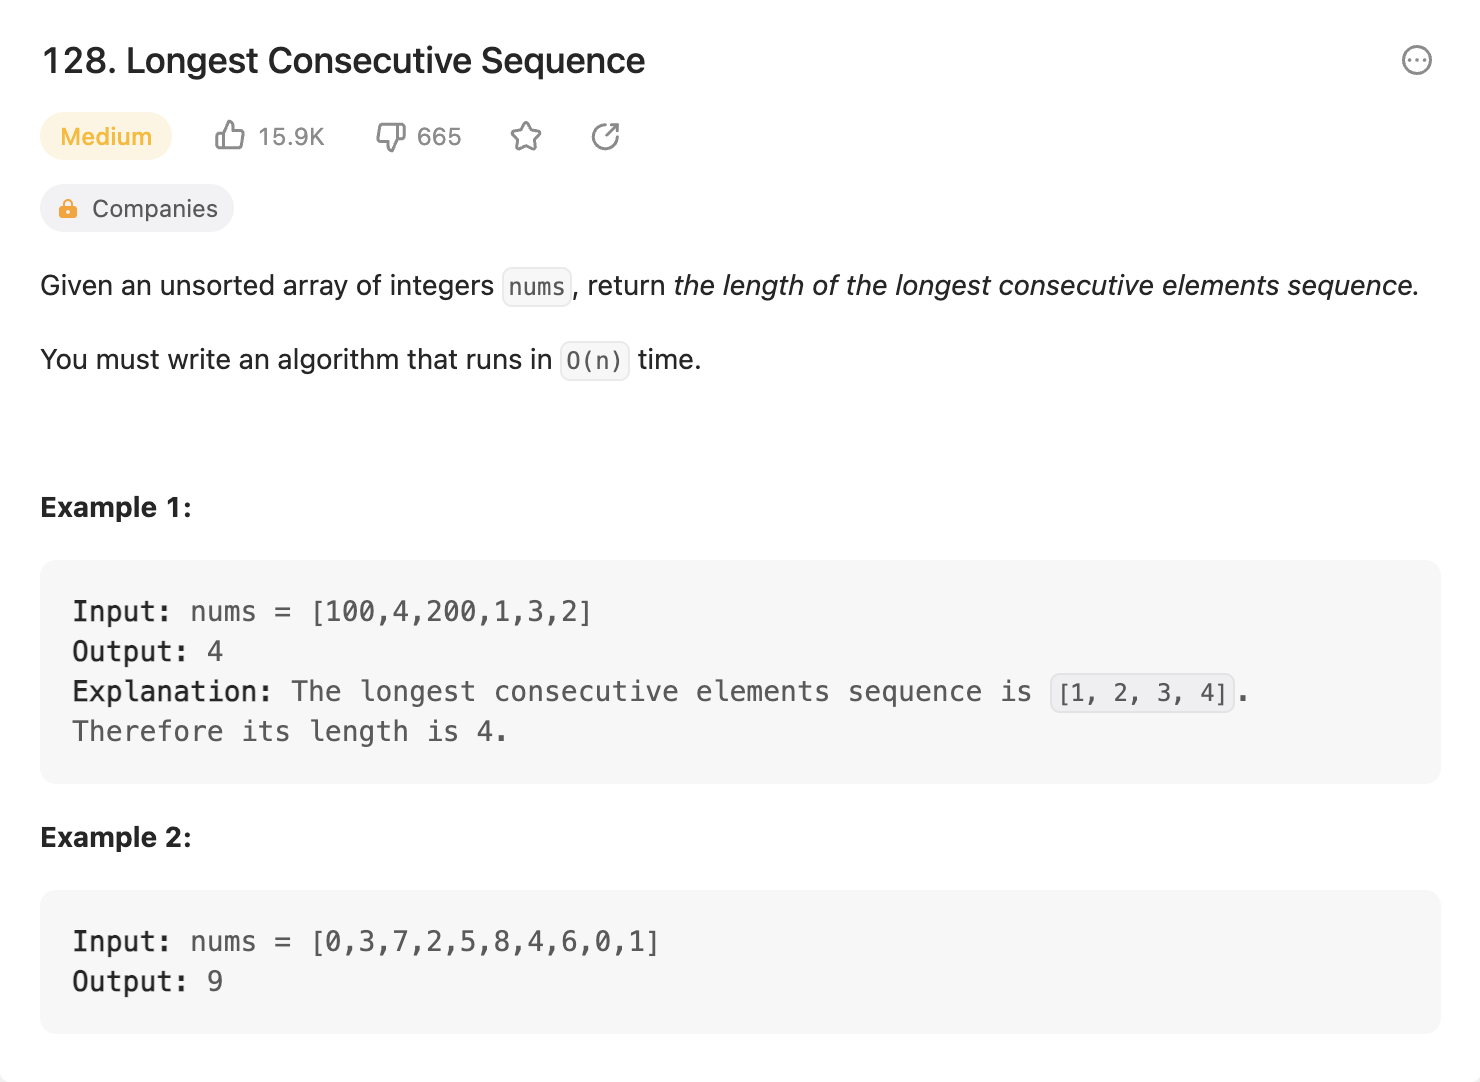 128. Longest Consecutive Sequence
Medium 15.9K 665
Companies
Given an unsorted array of integers nums, return the length of the longest consecutive elements sequence.
You must write an algorithm that runs in O(n) time.
Example 1:
Input: nums = [100,4,200,1,3,2]
Output: 4
Explanation: The longest consecutive elements sequence is [1, 2, 3, 4].
Therefore its length is 4.
Example 2:
Input: nums = [0,3,7,2,5,8,4,6,0,1]
Output: 9